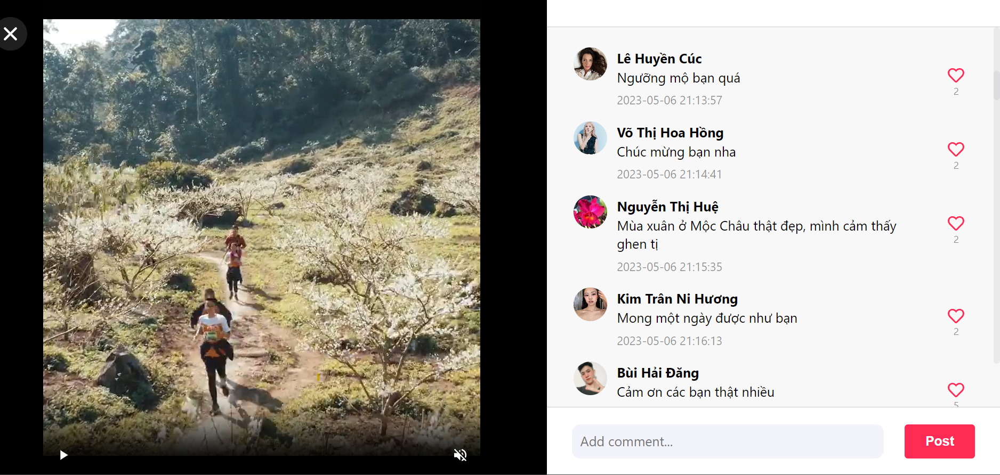 Lê Huyền Cúc
Ngưỡng mộ bạn quá
2023-05-06 21:13:57
2
Võ Thị Hoa Hồng
Chúc mừng bạn nha
2023-05-06 21:14:41
2
Nguyễn Thị Huệ
Mùa xuân ở Mộc Châu thật đẹp, mình cảm thấy
ghen tị
2023-05-06 21:15:35
2
Kim Trân Ni Hương
Mong một ngày được như bạn
2023-05-06 21:16:13
2
Bùi Hải Đăng
Cảm ơn các bạn thật nhiều
5
Add comment...
Post